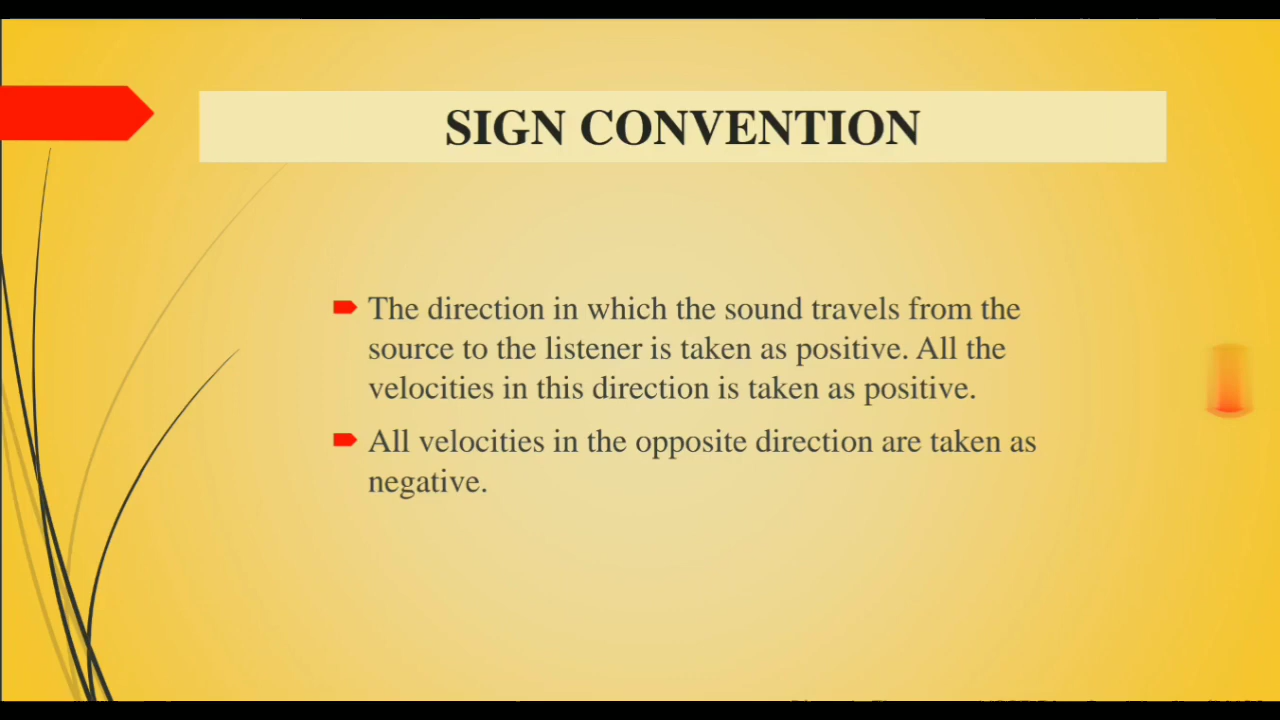 SIGN CONVENTION
The direction in which the sound travels from the
source to the listener is taken as positive. All the
velocities in this direction is taken as positive.
All velocities in the opposite direction are taken as
negative.